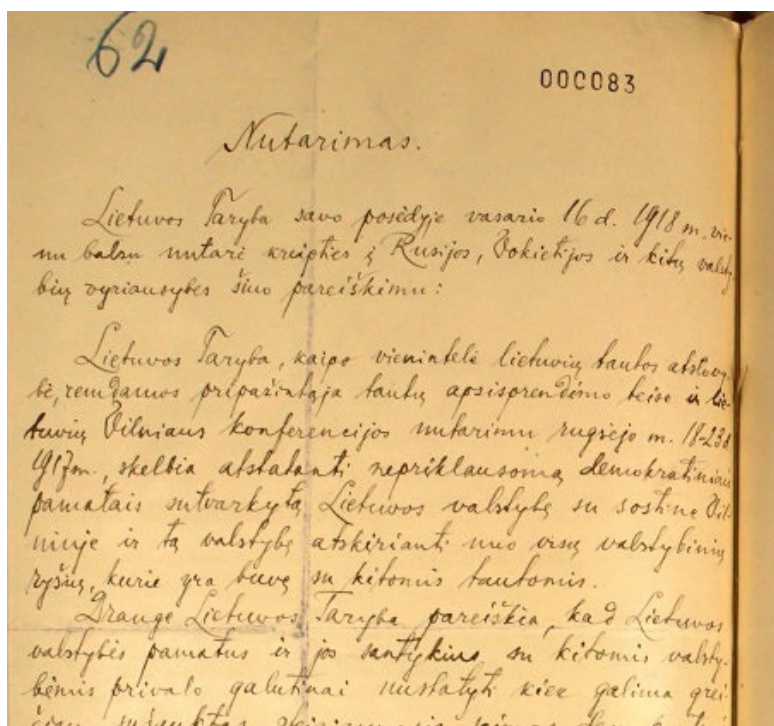 62
000083
Nutarimas.
Lietuvos Taryba savo posėdyje vasario 16 d. 1918 m. vie-
nu balsu nutarė kreipties į Rusijos, Vokietijos ir kitų valsty-
bių vyriausybes šiuo pareiškimu:
Lietuvos Taryba, kaipo vienintelė lietuvių tautos atstovy-
bė, remdamos pripažintąja tautų apsisprendimo teise ir lie-
tuvių Vilniaus konferencijos nutarimu rugsėjo m. 18-23 d.
1917 m., skelbia atstatanti nepriklausomą demokratiniais
pamatais sutvarkytą Lietuvos valstybę su sostine Vil-
niuje ir tą valstybę atskirianti nuo visų valstybinių
ryšių, kurie yra buvę su kitomis tautomis.
Drauge Lietuvos Taryba pareiškia, kad Lietuvos
valstybės pamatus ir jos santykius su kitomis valsty-
bėmis privalo galutinai nustatyti kiek galima grei-